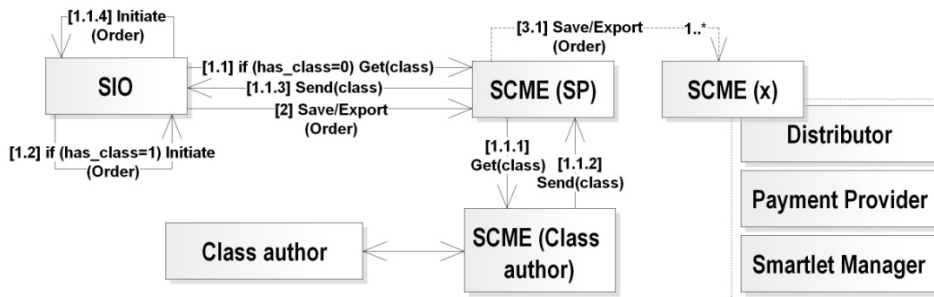 [1.1.4] Initiate
(Order)
[3.1] Save/Export
(Order)
1..*
SIO
[1.1] if (has_class=0) Get(class)
[1.1.3] Send(class)
[2] Save/Export
(Order)
SCME (SP)
SCME (x)
[1.2] if (has_class=1) Initiate
(Order)
[1.1.1]
Get(class)
[1.1.2]
Send(class)
Distributor
Payment Provider
Smartlet Manager
Class author
SCME (Class
author)